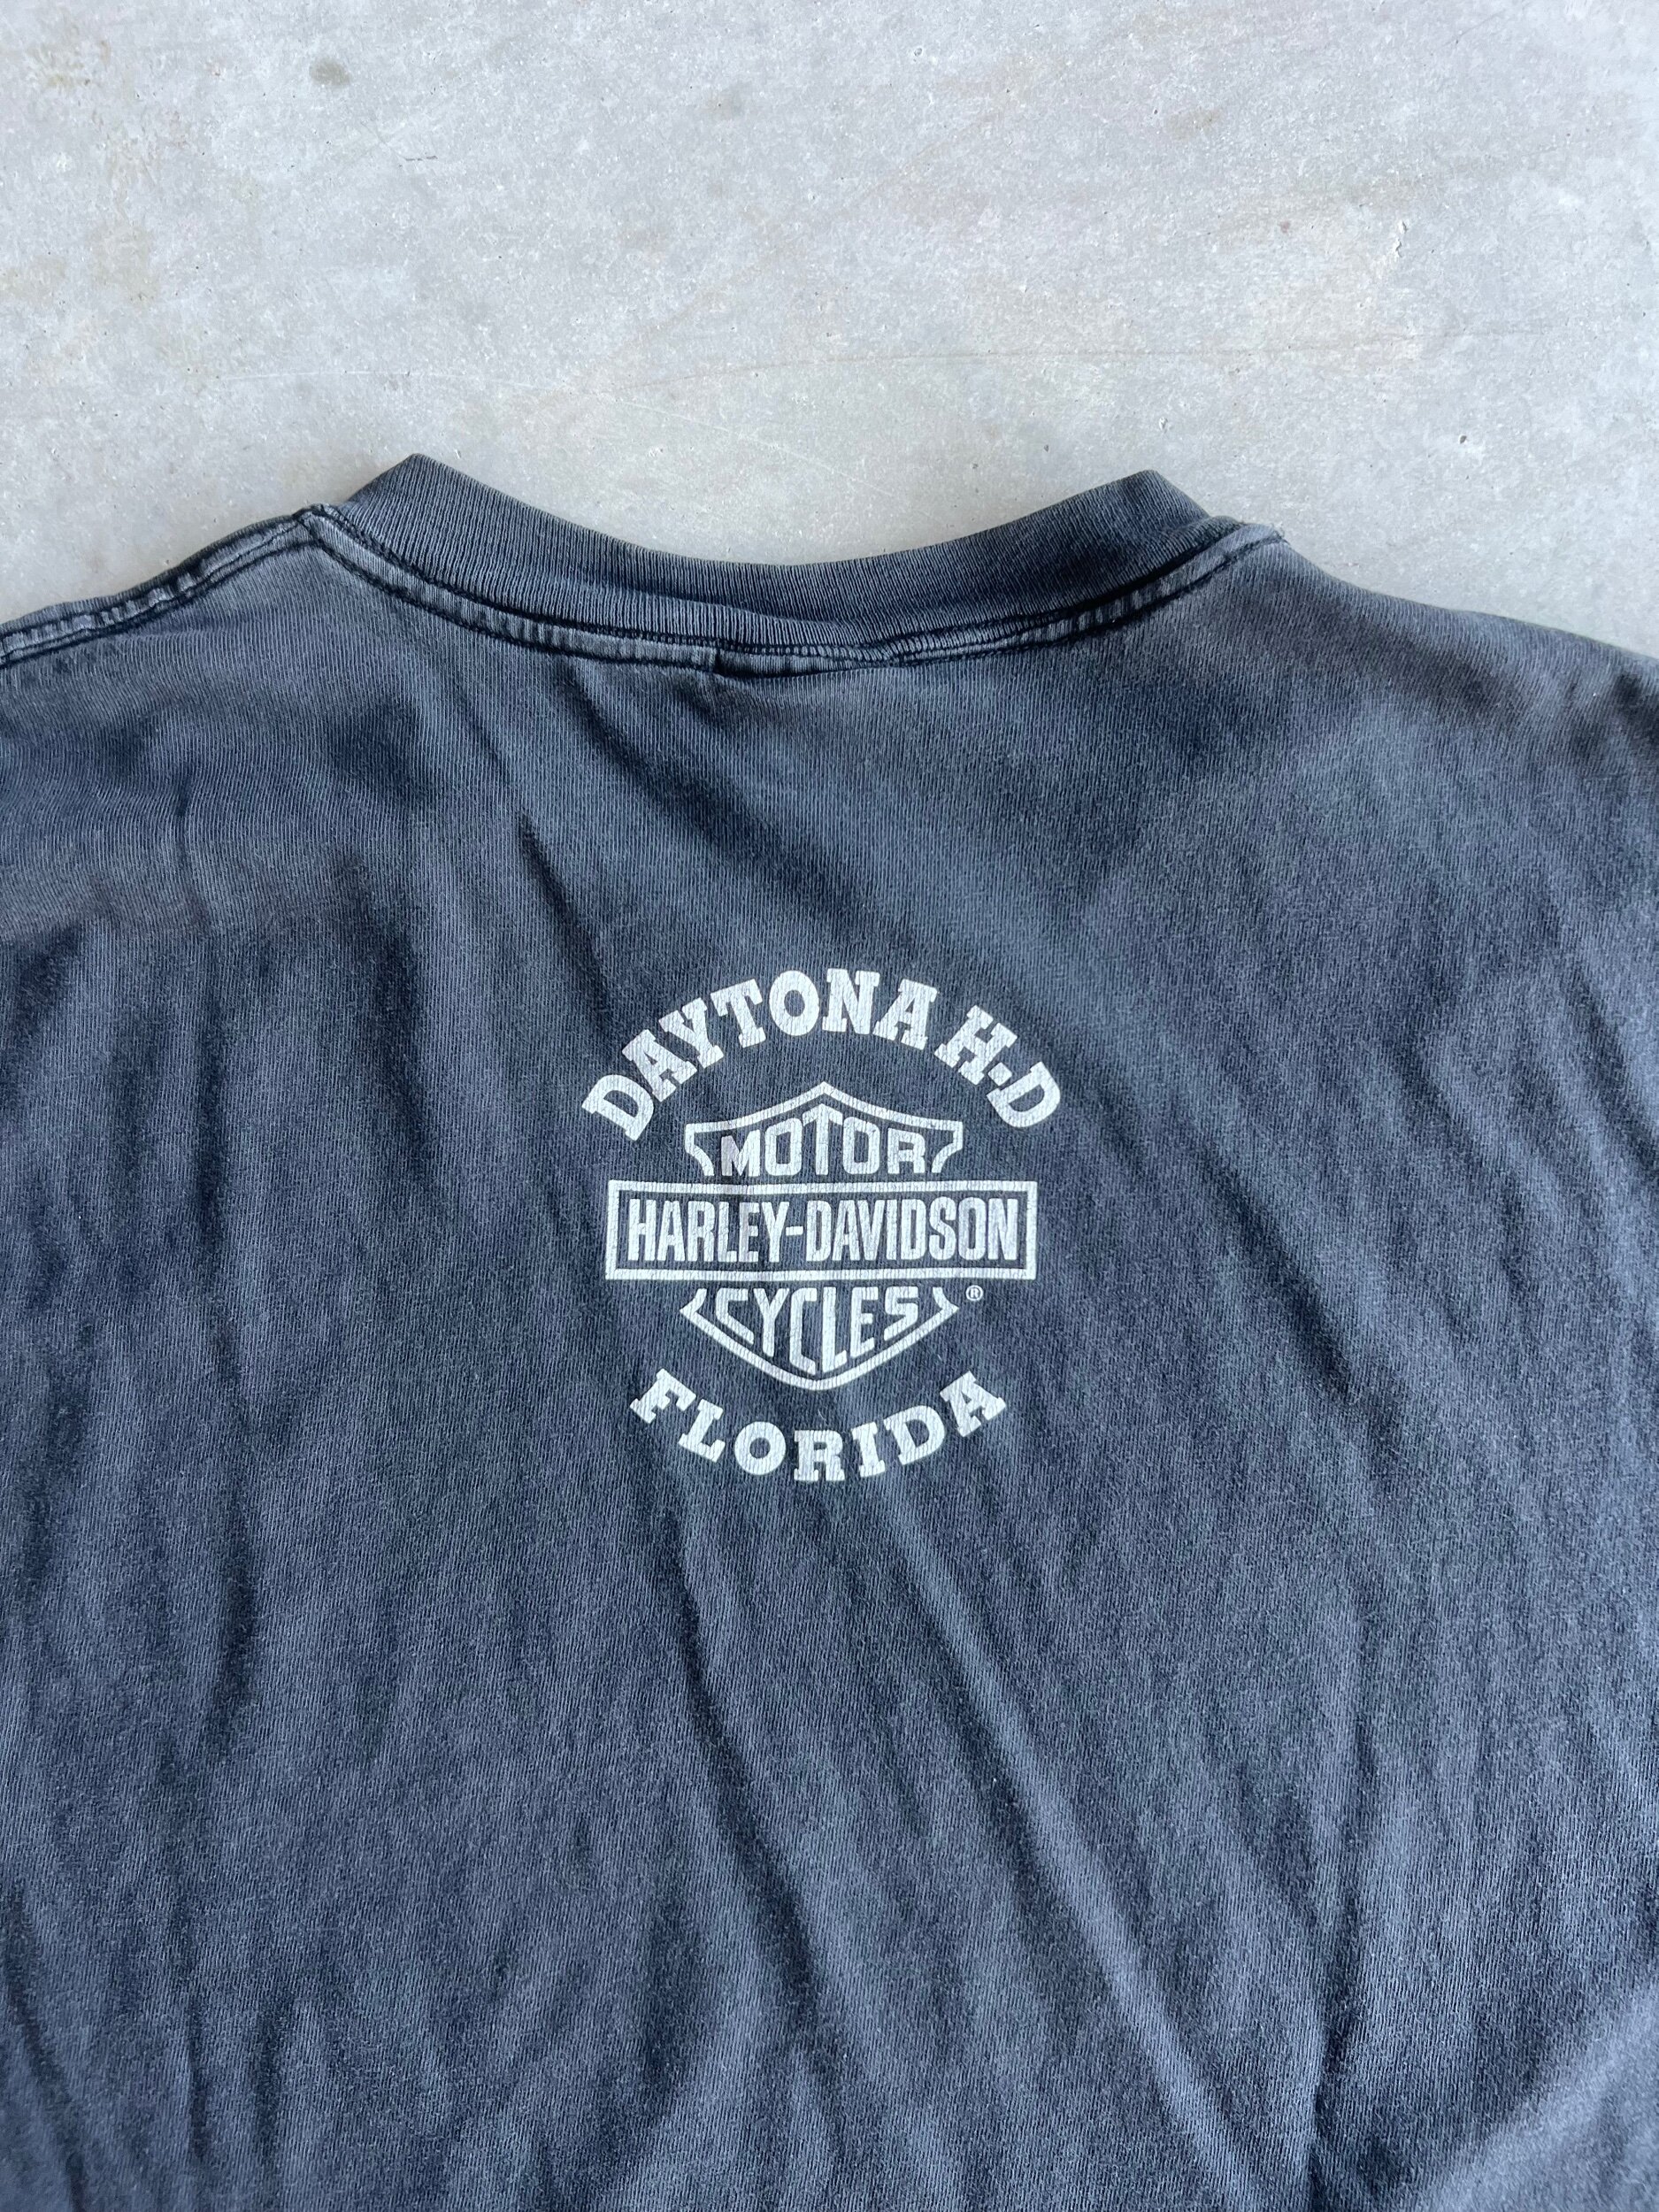 DAYTONA H-D
MOTOR
HARLEY-DAVIDSON
CYCLES ®
FLORIDA